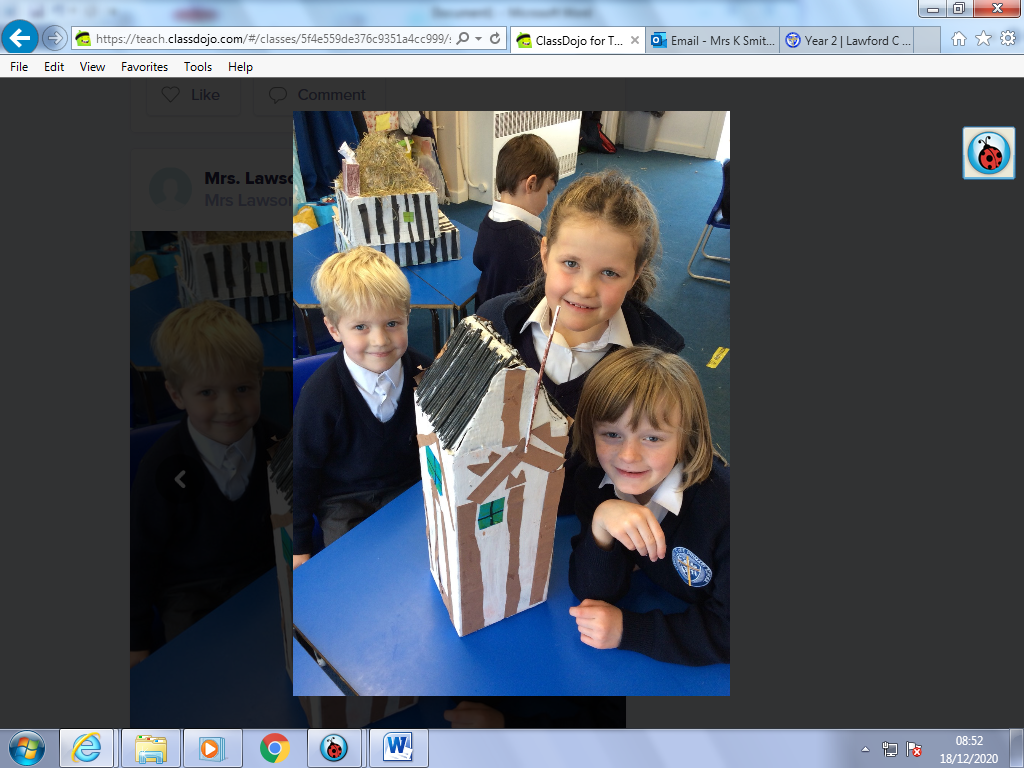 https://teach.classdojo.com/#/classes/5f4e559de376c9351a4cc999/s
ClassDojo for T...
Email - Mrs K Smit...
Year 2 | Lawford C ...
File Edit View Favorites Tools Help
Like Comment
Mrs. Lawso
Mrs Lawson
08:52
18/12/2020